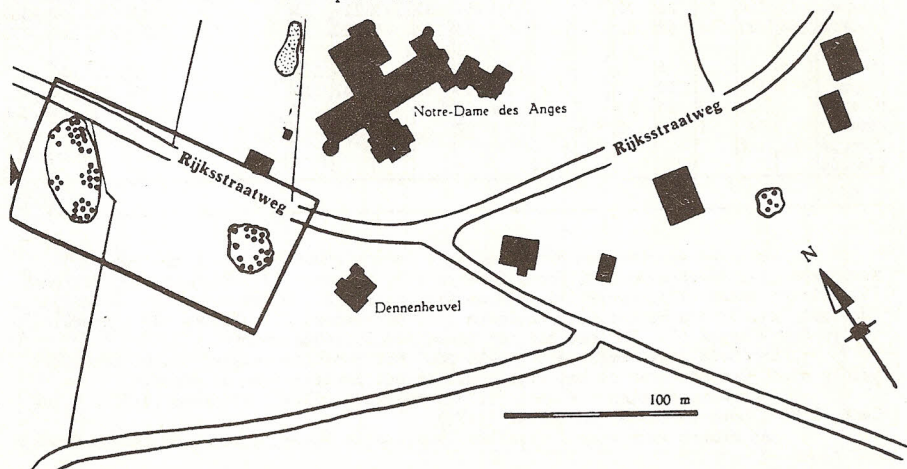 Notre-Dame des Anges
Rijksstraatweg
Rijksstraatweg
Dennenheuvel
N
100 m